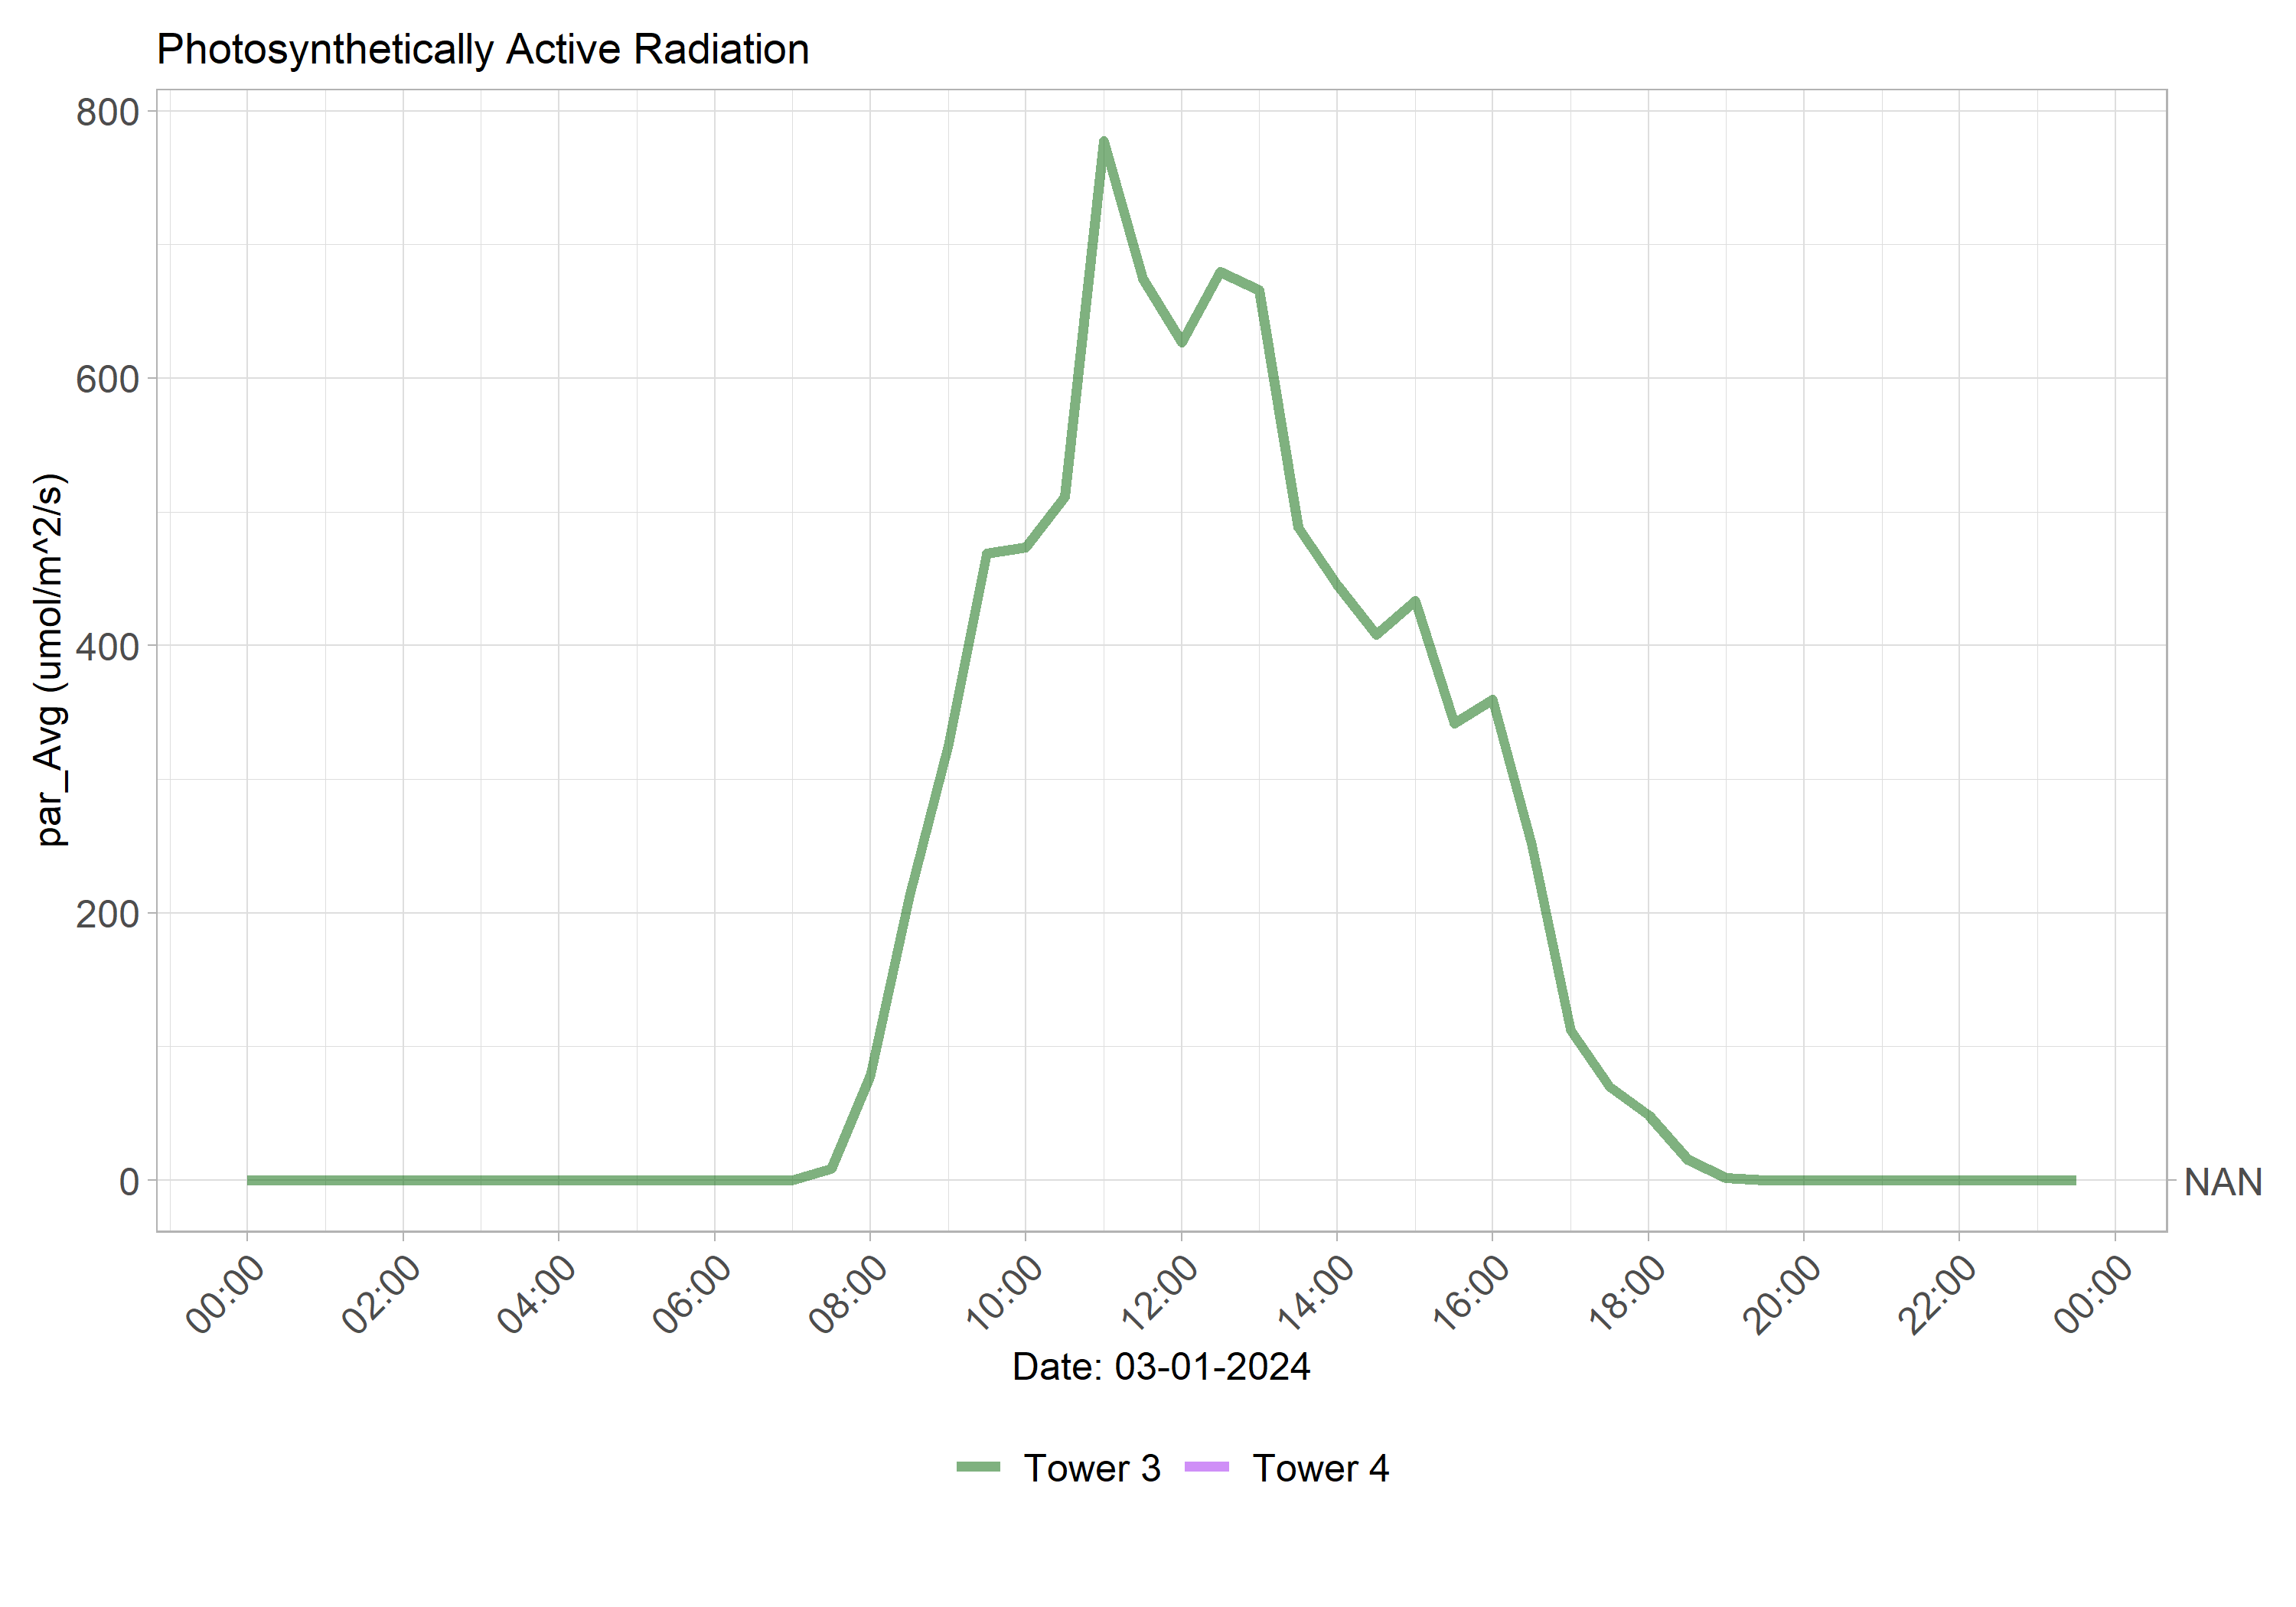 Photosynthetically Active Radiation
800
600
400
200
0
par_Avg (umol/m^2/s)
NAN
00:00 02:00 04:00 06:00 08:00 10:00 12:00 14:00 16:00 18:00 20:00 22:00 00:00
Date: 03-01-2024
Tower 3 Tower 4